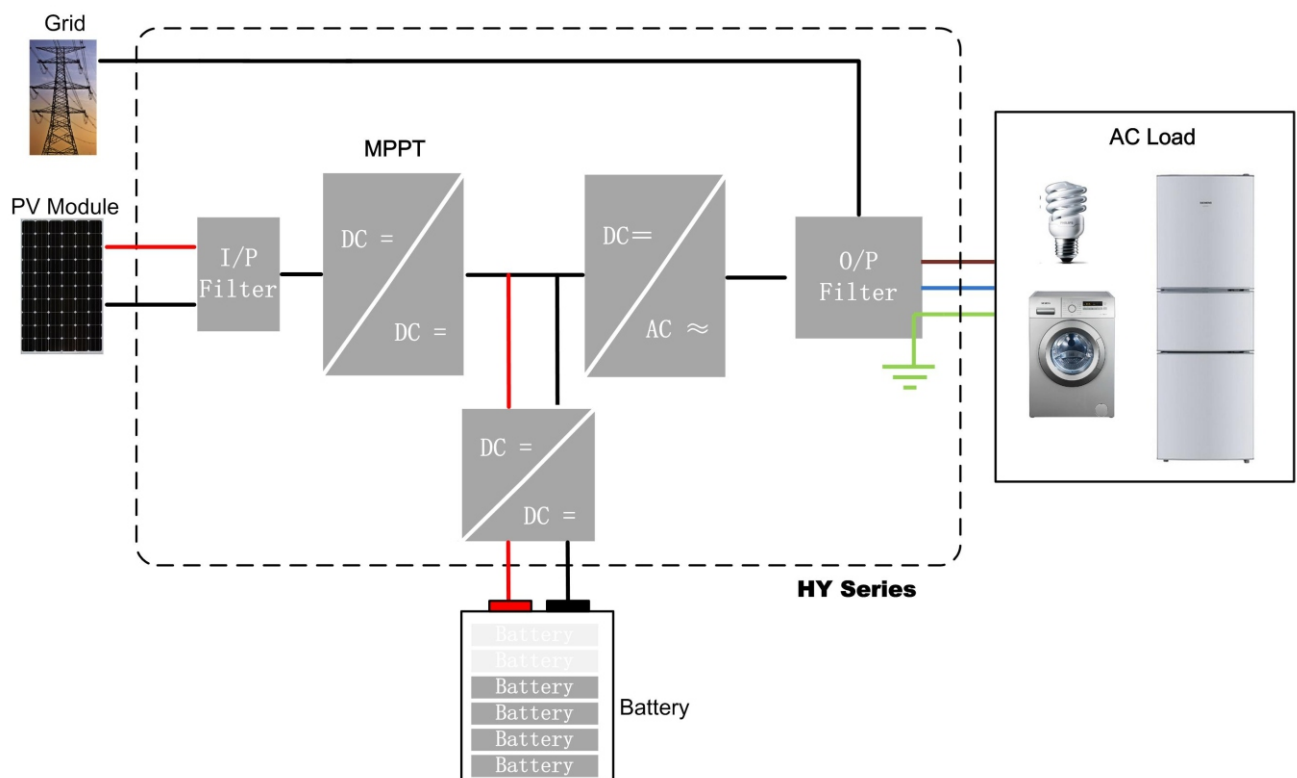 Grid
MPPT
AC Load
PV Module
I/P
Filter
DC =
DC =
DC=
AC ≈
O/P
Filter
DC =
DC =
HY Series
Battery
Battery
Battery
Battery
Battery
Battery
Battery